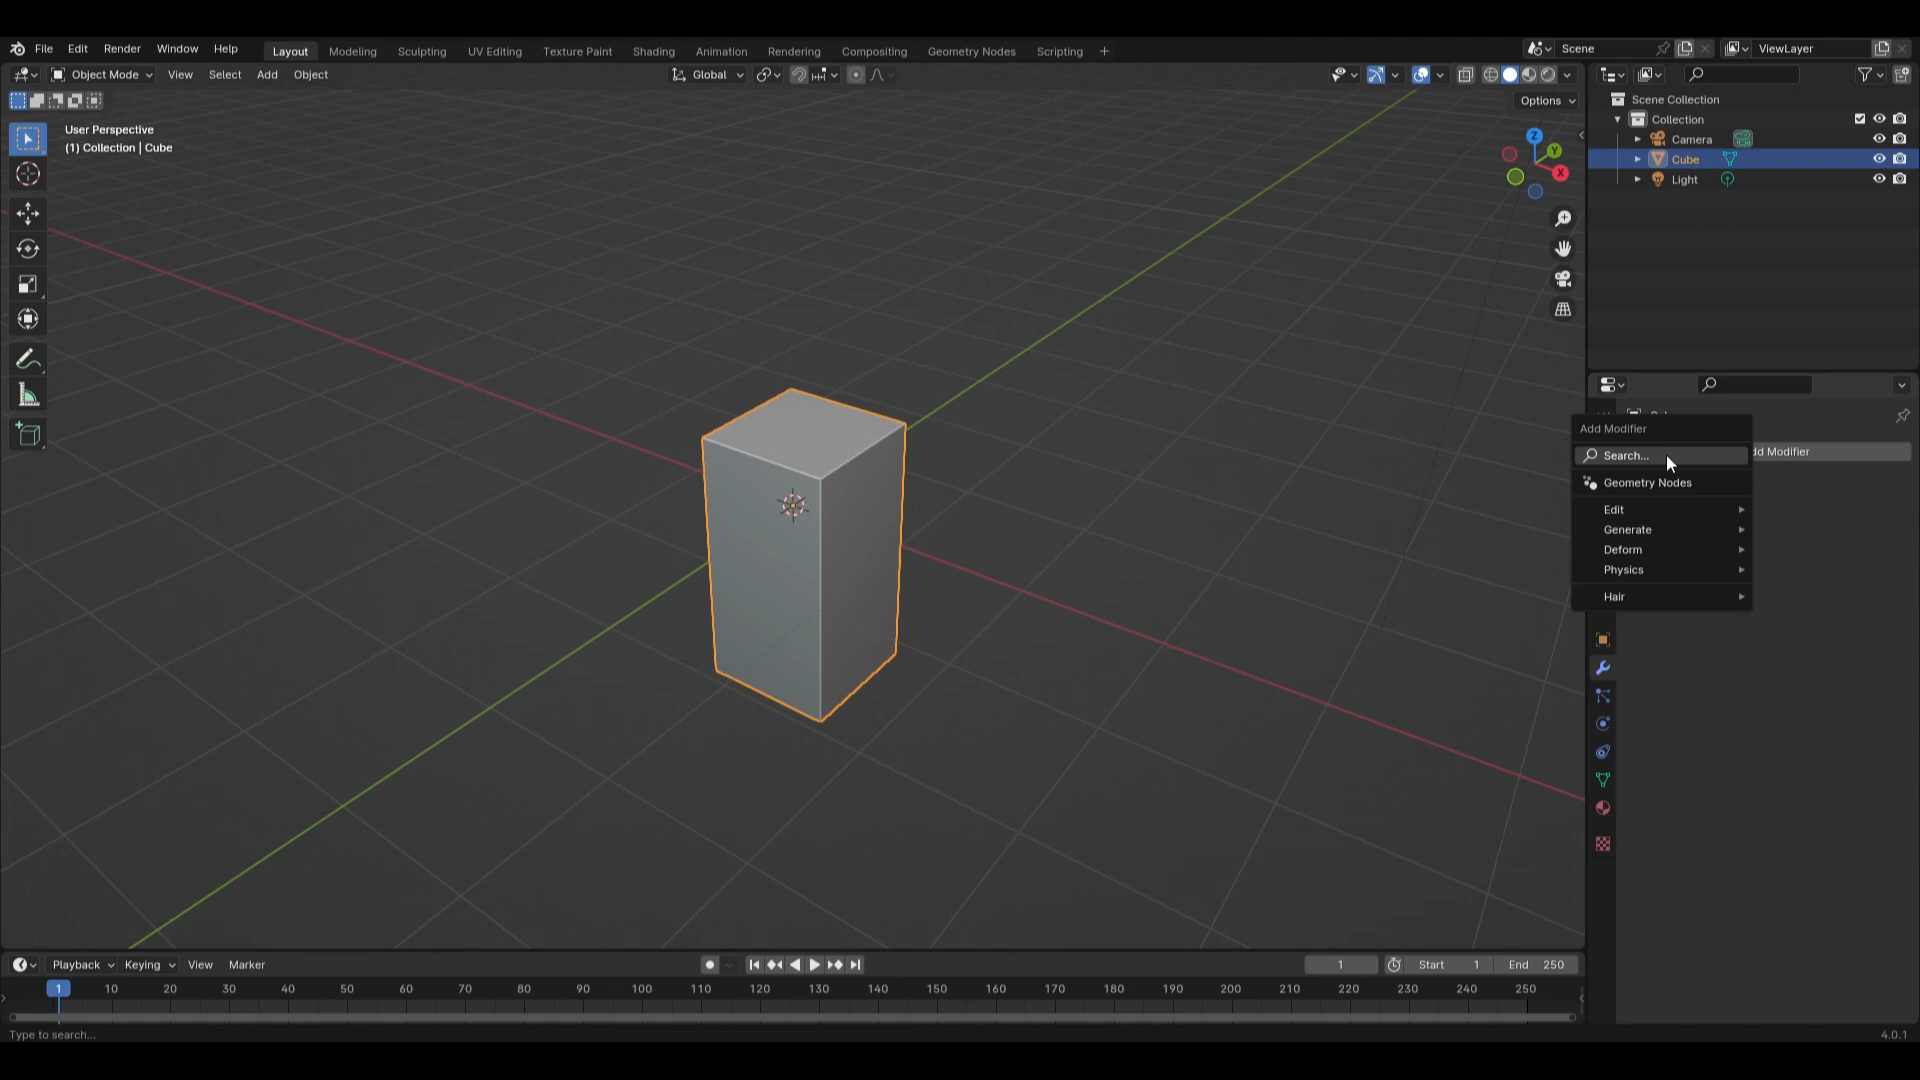 File Edit Render Window Help Layout Modeling Sculpting UV Editing Texture Paint Shading Animation Rendering Compositing Geometry Nodes Scripting + Scene ViewLayer
Object Mode View Select Add Object Global
Options
User Perspective
(1) Collection | Cube
Z
Y
X
Scene Collection
Collection
Camera
Cube
Light
Add Modifier
dd Modifier
Search...
Geometry Nodes
Edit
Generate
Deform
Physics
Hair
Playback Keying View Marker 1 Start 1 End 250
1 10 20 30 40 50 60 70 80 90 100 110 120 130 140 150 160 170 180 190 200 210 220 230 240 250
Type to search... 4.0.1